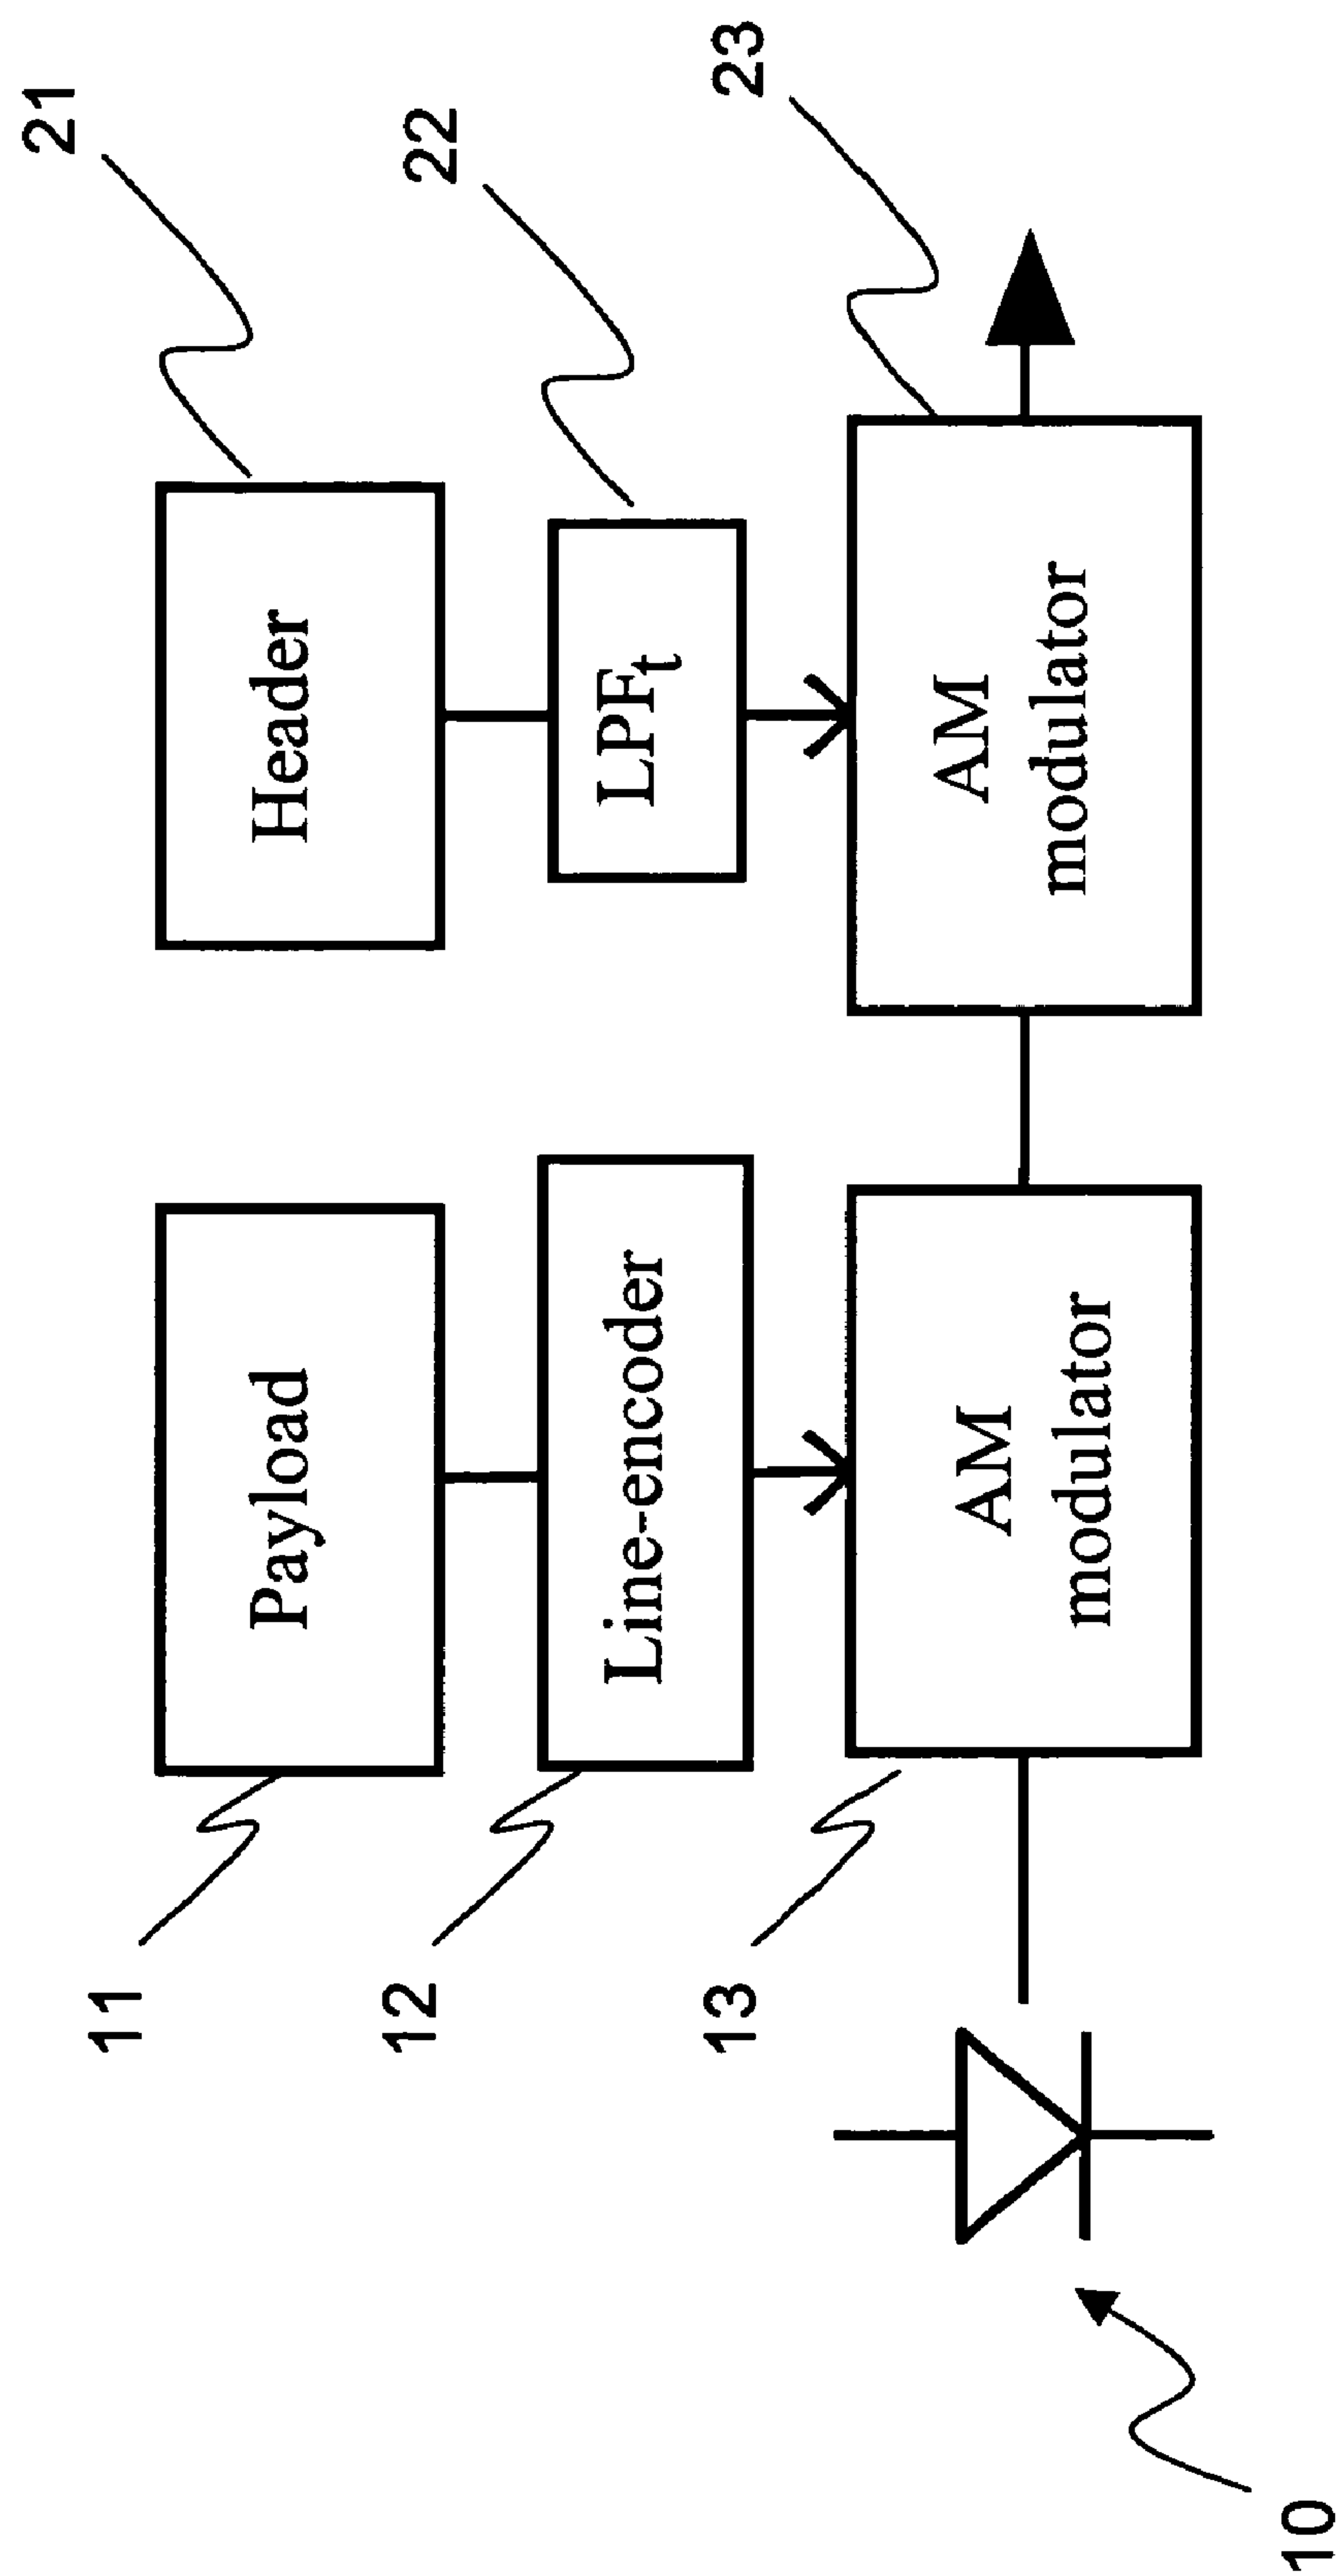 21
11
Payload
Header
12
22
Line-encoder
LPFt
13
23
AM
modulator
AM
modulator
10